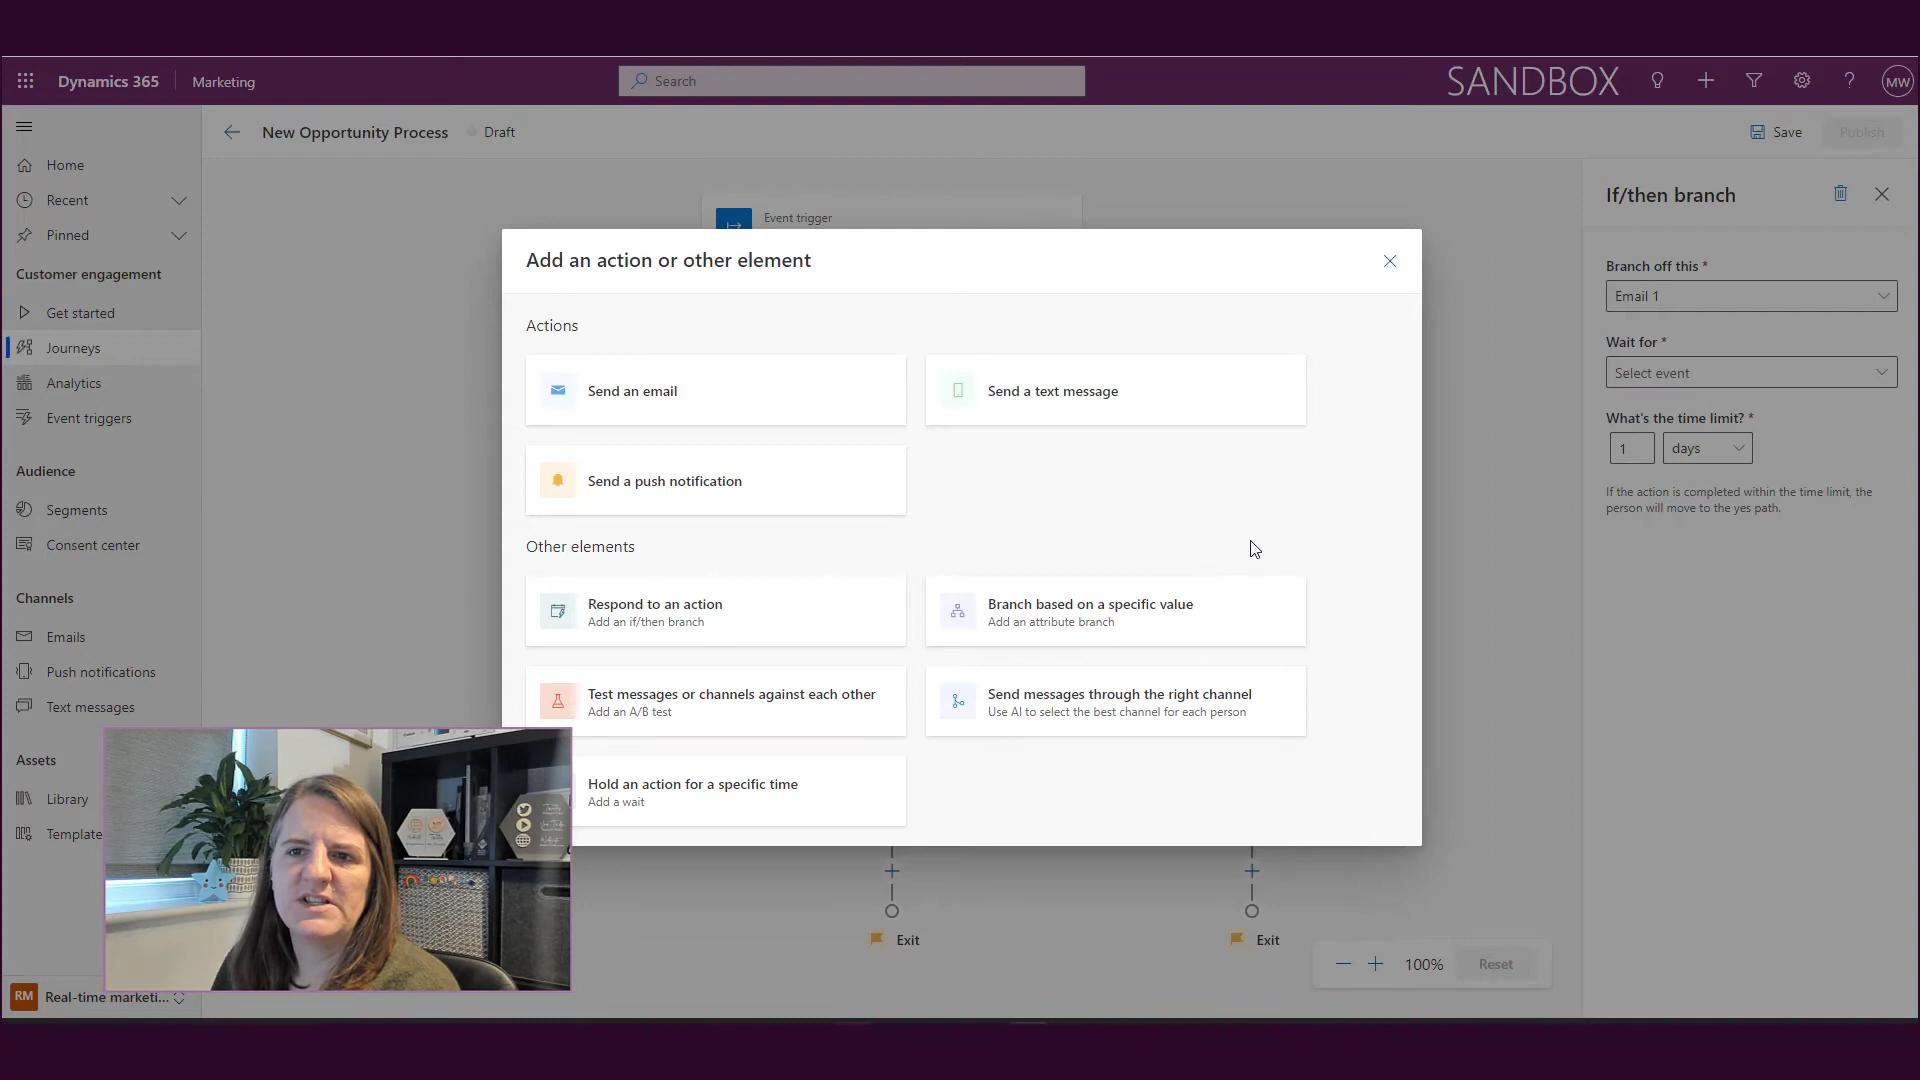 Dynamics 365
Marketing
Search
SANDBOX
MW
New Opportunity Process
Draft
Save
Publish
Home
Recent
Pinned
Customer engagement
Get started
Journeys
Analytics
Event triggers
Audience
Segments
Consent center
Channels
Emails
Push notifications
Text messages
Assets
Library
Template
RM
Real-time marketi...
Event trigger
Add an action or other element
Actions
Send an email
Send a text message
Send a push notification
Other elements
Respond to an action
Add an if/then branch
Branch based on a specific value
Add an attribute branch
Test messages or channels against each other
Add an A/B test
Send messages through the right channel
Use AI to select the best channel for each person
Hold an action for a specific time
Add a wait
Exit
Exit
100%
Reset
If/then branch
Branch off this *
Email 1
Wait for *
Select event
What's the time limit? *
1
days
If the action is completed within the time limit, the
person will move to the yes path.